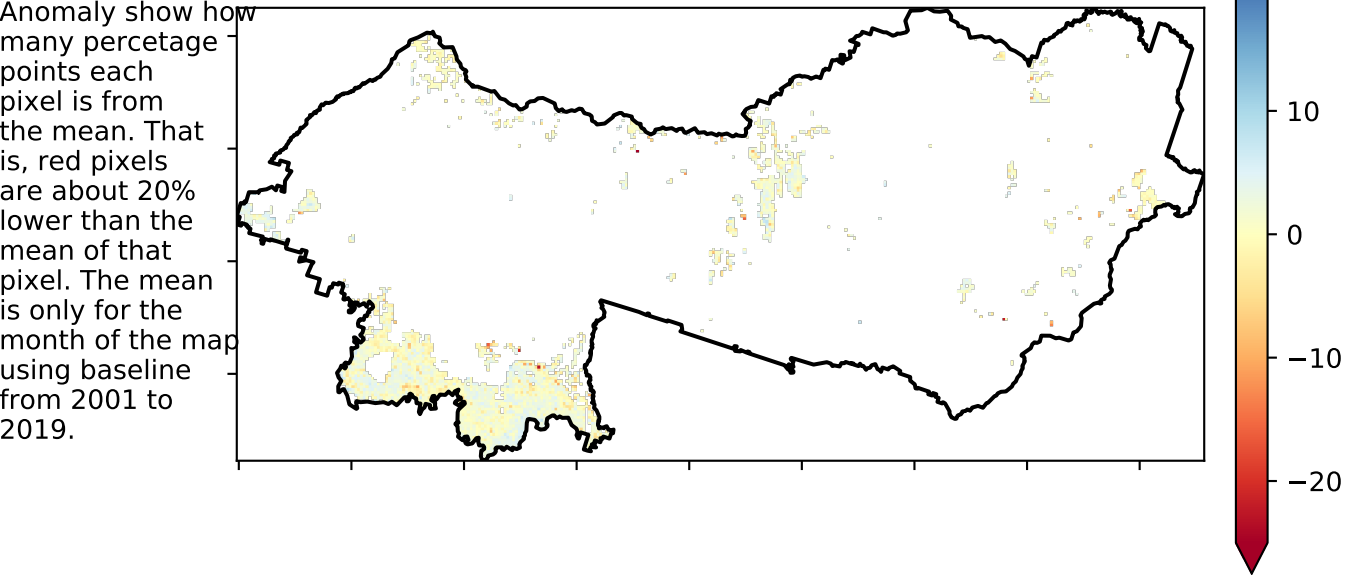 Anomaly show how
many percetage
points each
pixel is from
the mean. That
is, red pixels
are about 20%
lower than the
mean of that
pixel. The mean
is only for the
month of the map
using baseline
from 2001 to
2019.
10
0
−10
−20